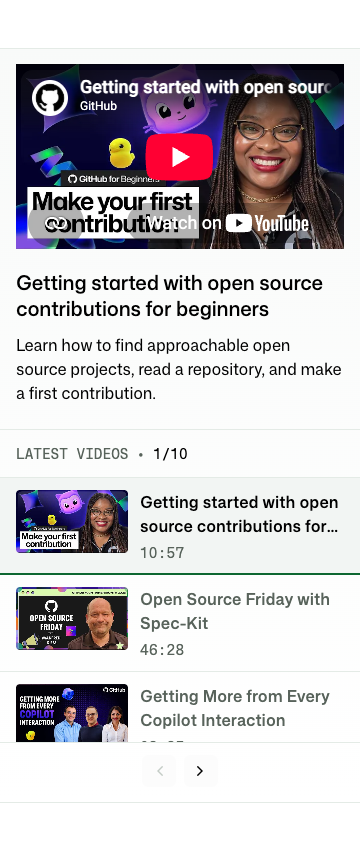 Getting started with open sourc
GitHub
GitHub for Beginners
Make your first
contribution
Watch on YouTube
Getting started with open source
contributions for beginners
Learn how to find approachable open
source projects, read a repository, and make
a first contribution.
LATEST VIDEOS • 1/10
Make your first
contribution
Getting started with open
source contributions for…
10:57
OPEN SOURCE
FRIDAY
Open Source Friday with
Spec-Kit
46:28
GitHub
GETTING MORE
FROM EVERY
COPILOT
INTERACTION
Getting More from Every
Copilot Interaction